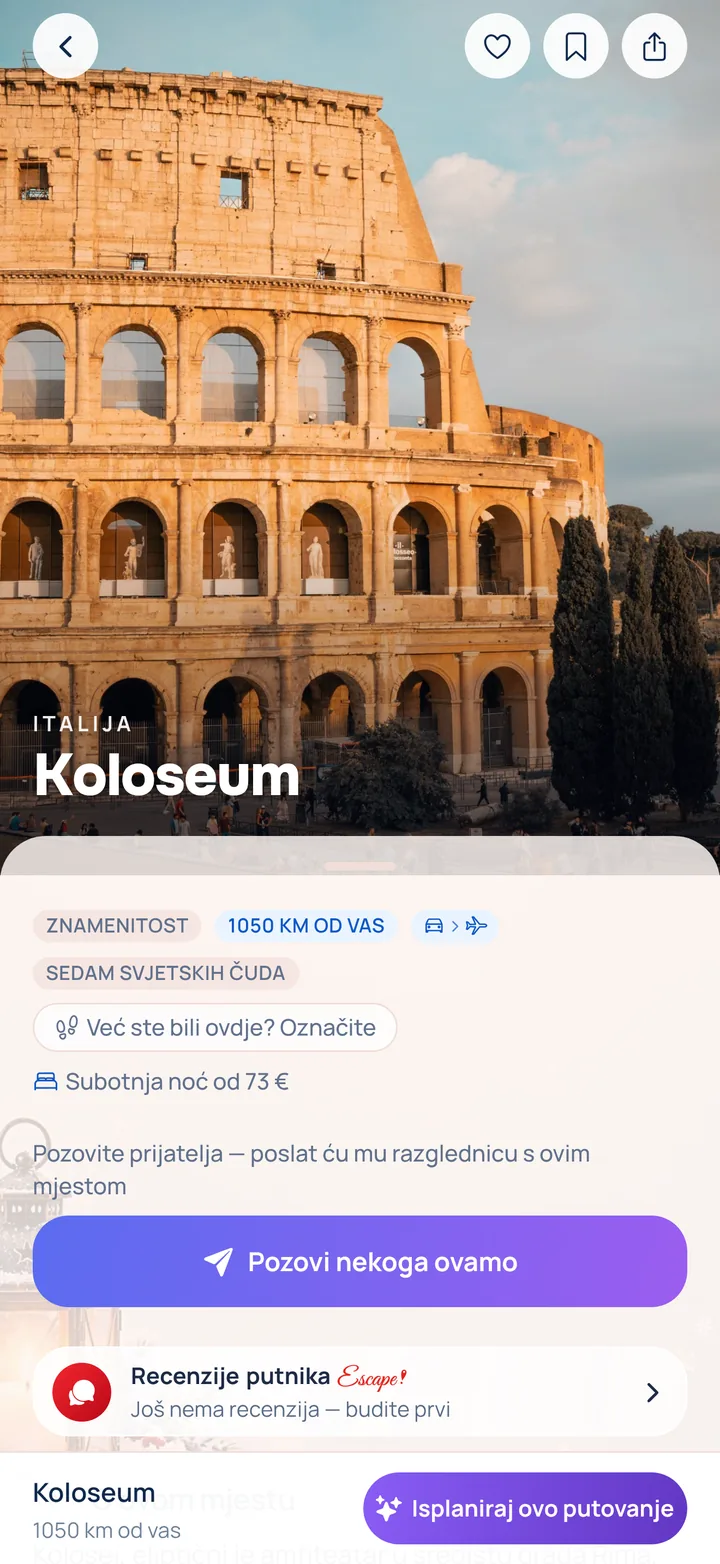 ITALIJA
Koloseum
ZNAMENITOST
1050 KM OD VAS
SEDAM SVJETSKIH ČUDA
Već ste bili ovdje? Označite
Subotnja noć od 73 €
Pozovite prijatelja — poslat ću mu razglednicu s ovim
mjestom
Pozovi nekoga ovamo
Recenzije putnika Escape!
Još nema recenzija — budite prvi
Koloseum
1050 km od vas
Isplaniraj ovo putovanje